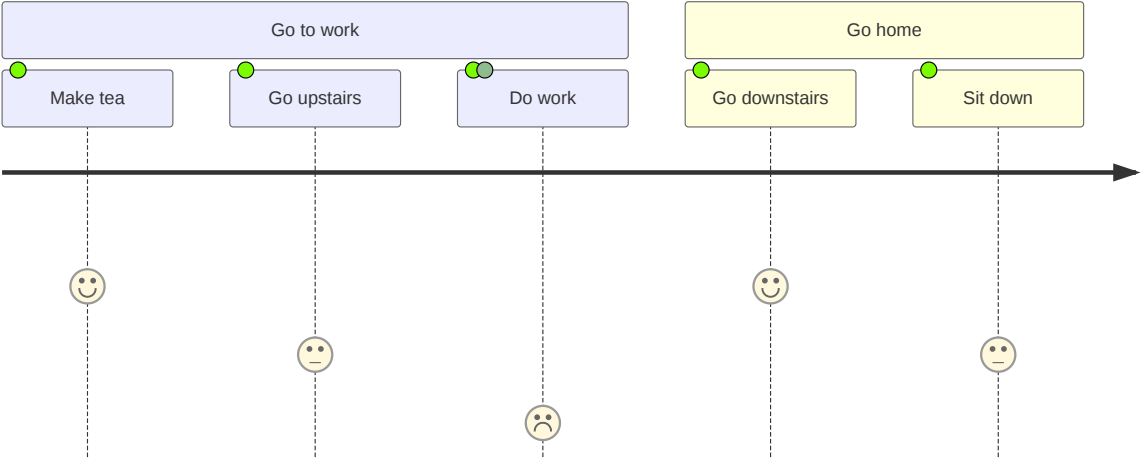 Go to work
Go home
Make tea
Go upstairs
Do work
Go downstairs
Sit down